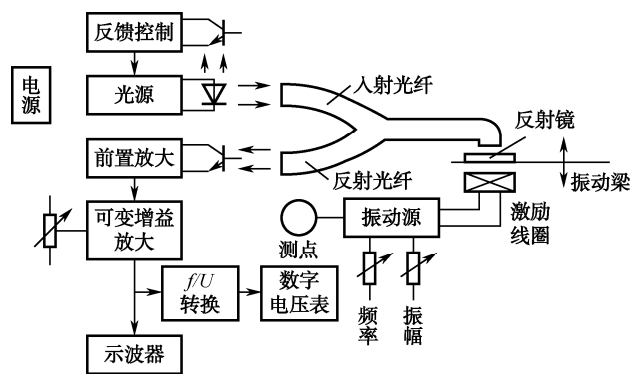 反馈控制
电源
光源
入射光纤
反射镜
前置放大
反射光纤
振动梁
可变增益
放大
测点
振动源
激励
线圈
f/U
转换
数字
电压表
频率
振幅
示波器